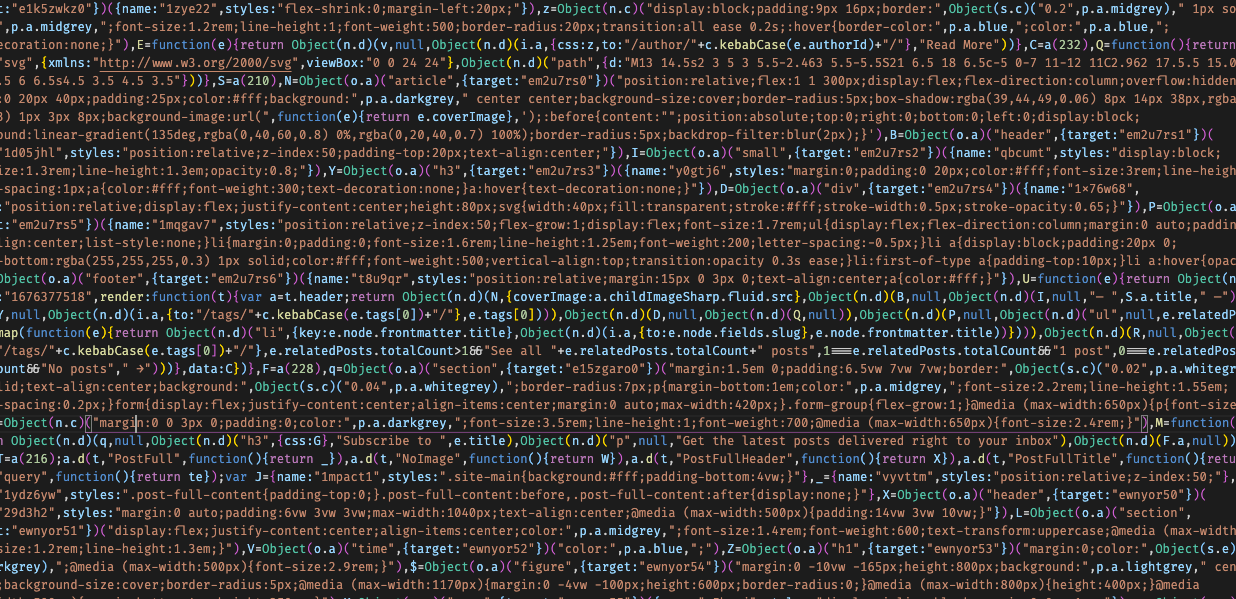 t:"e1k5zwkz0"})({name:"1zye22",styles:"flex-shrink:0;margin-left:20px;"}),z=Object(n.c)("display:block;padding:9px 16px;border:",Object(s.c)("0.2",p.a.midgrey)," 1px so
",p.a.midgrey,";font-size:1.2rem;line-height:1;font-weight:500;border-radius:20px;transition:all ease 0.2s;:hover{border-color:",p.a.blue,";color:",p.a.blue,";
ecoration:none;}"),E=function(e){return Object(n.d)(v,null,Object(n.d)(i.a,{css:z,to:"/author/"+c.kebabCase(e.authorId)+"/"},"Read More"))},C=a(232),Q=function(){return
"svg",{xmlns:"http://www.w3.org/2000/svg",viewBox:"0 0 24 24"},Object(n.d)("path",{d:"M13 14.5s2 3 5 3 5.5-2.463 5.5-5.5S21 6.5 18 6.5c-5 0-7 11-12 11C2.962 17.5.5 15.0
.5 6 6.5s4.5 3.5 4.5 3.5"}))},S=a(210),N=Object(o.a)("article",{target:"em2u7rs0"})("position:relative;flex:1 1 300px;display:flex;flex-direction:column;overflow:hidden
:0 20px 40px;padding:25px;color:#fff;background:",p.a.darkgrey," center center;background-size:cover;border-radius:5px;box-shadow:rgba(39,44,49,0.06) 8px 14px 38px,rgba
) 1px 3px 8px;background-image:url(",function(e){return e.coverImage},');:before{content:"";position:absolute;top:0;right:0;bottom:0;left:0;display:block;
ound:linear-gradient(135deg,rgba(0,40,60,0.8) 0%,rgba(0,20,40,0.7) 100%);border-radius:5px;backdrop-filter:blur(2px);}'),B=Object(o.a)("header",{target:"em2u7rs1"})(
"1d05jhl",styles:"position:relative;z-index:50;padding-top:20px;text-align:center;"}),I=Object(o.a)("small",{target:"em2u7rs2"})({name:"qbcumt",styles:"display:block;
ize:1.3rem;line-height:1.3em;opacity:0.8;"}),Y=Object(o.a)("h3",{target:"em2u7rs3"})({name:"y0gtj6",styles:"margin:0;padding:0 20px;color:#fff;font-size:3rem;line-heigh
-spacing:1px;a{color:#fff;font-weight:300;text-decoration:none;}a:hover{text-decoration:none;}"}),D=Object(o.a)("div",{target:"em2u7rs4"})({name:"1x76w68",
:"position:relative;display:flex;justify-content:center;height:80px;svg{width:40px;fill:transparent;stroke:#fff;stroke-width:0.5px;stroke-opacity:0.65;}"}),P=Object(o.a
t:"em2u7rs5"})({name:"1mqgav7",styles:"position:relative;z-index:50;flex-grow:1;display:flex;font-size:1.7rem;ul{display:flex;flex-direction:column;margin:0 auto;paddin
lign:center;list-style:none;}li{margin:0;padding:0;font-size:1.6rem;line-height:1.25em;font-weight:200;letter-spacing:-0.5px;}li a{display:block;padding:20px 0;
-bottom:rgba(255,255,255,0.3) 1px solid;color:#fff;font-weight:500;vertical-align:top;transition:opacity 0.3s ease;}li:first-of-type a{padding-top:10px;}li a:hover{opac
Object(o.a)("footer",{target:"em2u7rs6"})({name:"t8u9qr",styles:"position:relative;margin:15px 0 3px 0;text-align:center;a{color:#fff;}"}),U=function(e){return Object(n
:"1676377518",render:function(t){var a=t.header;return Object(n.d)(N,{coverImage:a.childImageSharp.fluid.src},Object(n.d)(B,null,Object(n.d)(I,null,"— ",S.a.title," —")
Y,null,Object(n.d)(i.a,{to:"/tags/"+c.kebabCase(e.tags[0])+"/"},e.tags[0]))),Object(n.d)(D,null,Object(n.d)(Q,null)),Object(n.d)(P,null,Object(n.d)("ul",null,e.relatedP
map(function(e){return Object(n.d)("li",{key:e.node.frontmatter.title},Object(n.d)(i.a,{to:e.node.fields.slug},e.node.frontmatter.title))}))),Object(n.d)(R,null,Object(
"/tags/"+c.kebabCase(e.tags[0])+"/"},e.relatedPosts.totalCount>1&&"See all "+e.relatedPosts.totalCount+" posts",1===e.relatedPosts.totalCount&&"1 post",0===e.relatedPos
ount&&"No posts"," →")))},data:C})},F=a(228),q=Object(o.a)("section",{target:"e15zgaro0"})("margin:1.5em 0;padding:6.5vw 7vw 7vw;border:",Object(s.c)("0.02",p.a.whitegr
lid;text-align:center;background:",Object(s.c)("0.04",p.a.whitegrey),";border-radius:7px;p{margin-bottom:1em;color:",p.a.midgrey,";font-size:2.2rem;line-height:1.55em;
-spacing:0.2px;}form{display:flex;justify-content:center;align-items:center;margin:0 auto;max-width:420px;}.form-group{flex-grow:1;}@media (max-width:650px){p{font-size
=Object(n.c)("margin:0 0 3px 0;padding:0;color:",p.a.darkgrey,";font-size:3.5rem;line-height:1;font-weight:700;@media (max-width:650px){font-size:2.4rem;}"),M=function(
n Object(n.d)(q,null,Object(n.d)("h3",{css:G},"Subscribe to ",e.title),Object(n.d)("p",null,"Get the latest posts delivered right to your inbox"),Object(n.d)(F.a,null))
T=a(216);a.d(t,"PostFull",function(){return _}),a.d(t,"NoImage",function(){return W}),a.d(t,"PostFullHeader",function(){return X}),a.d(t,"PostFullTitle",function(){retu
"query",function(){return te});var J={name:"1mpact1",styles:".site-main{background:#fff;padding-bottom:4vw;}"},_={name:"vyvttm",styles:"position:relative;z-index:50;"},
"1ydz6yw",styles:".post-full-content{padding-top:0;}.post-full-content:before,.post-full-content:after{display:none;}"},X=Object(o.a)("header",{target:"ewnyor50"})(
"29d3h2",styles:"margin:0 auto;padding:6vw 3vw 3vw;max-width:1040px;text-align:center;@media (max-width:500px){padding:14vw 3vw 10vw;}"}),L=Object(o.a)("section",
t:"ewnyor51"})("display:flex;justify-content:center;align-items:center;color:",p.a.midgrey,";font-size:1.4rem;font-weight:600;text-transform:uppercase;@media (max-width
size:1.2rem;line-height:1.3em;}"),V=Object(o.a)("time",{target:"ewnyor52"})("color:",p.a.blue,";"),Z=Object(o.a)("h1",{target:"ewnyor53"})("margin:0;color:",Object(s.e)
rkgrey),";@media (max-width:500px){font-size:2.9rem;}"),$=Object(o.a)("figure",{target:"ewnyor54"})("margin:0 -10vw -165px;height:800px;background:",p.a.lightgrey," cen
;background-size:cover;border-radius:5px;@media (max-width:1170px){margin:0 -4vw -100px;height:600px;border-radius:0;}@media (max-width:800px){height:400px;}@media